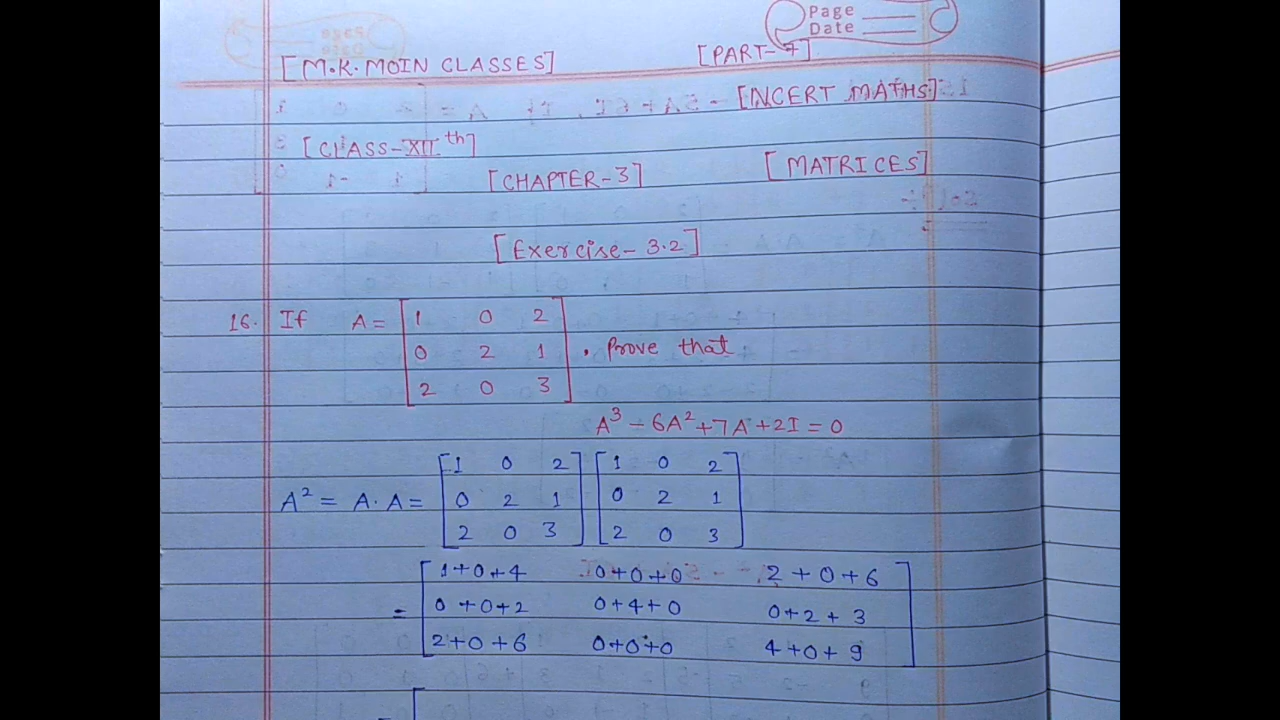 Page
Date
[M.K. MOIN CLASSES] [PART-7]
[NCERT MATHS]
[CLASS-XII th]
[CHAPTER-3] [MATRICES]
[Exercise- 3.2]
16. If A = [1 0 2
0 2 1
2 0 3] . Prove that
A³ - 6A² + 7A + 2I = 0
A² = A. A = [1 0 2 [1 0 2
0 2 1 0 2 1
2 0 3] 2 0 3]
= [1+0+4 0+0+0 2+0+6
0+0+2 0+4+0 0+2+3
2+0+6 0+0+0 4+0+9]